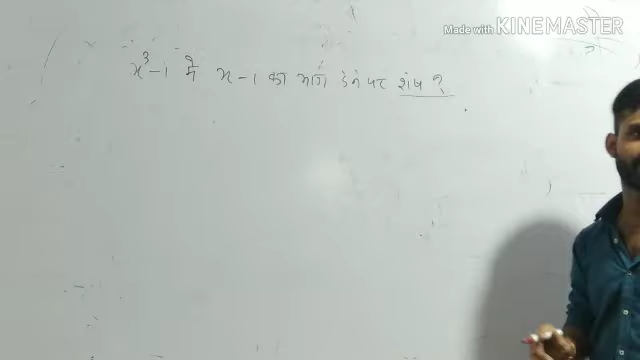 Made with KINEMASTER
x³-1 में x-1 का भाग देने पर शेष ?